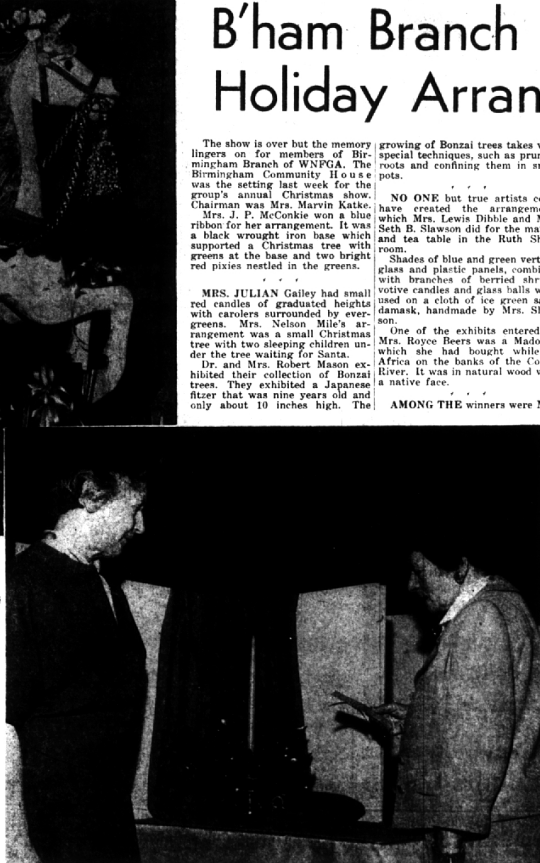 B'ham Branch
Holiday Arran
The show is over but the memory
lingers on for members of Bir-
mingham Branch of WNFGA. The
Birmingham Community House
was the setting last week for the
group's annual Christmas show.
Chairman was Mrs. Marvin Katke.
Mrs. J. P. McConkie won a blue
ribbon for her arrangement. It was
a black wrought iron base which
supported a Christmas tree with
greens at the base and two bright
red pixies nestled in the greens.
MRS. JULIAN Gailey had small
red candles of graduated heights
with carolers surrounded by ever-
greens. Mrs. Nelson Mile's ar-
rangement was a small Christmas
tree with two sleeping children un-
der the tree waiting for Santa.
Dr. and Mrs. Robert Mason ex-
hibited their collection of Bonzai
trees. They exhibited a Japanese
fitzer that was nine years old and
only about 10 inches high. The
growing of Bonzai trees takes
special techniques, such as prun
roots and confining them in
pots.
NO ONE but true artists
have created the arrangeme
which Mrs. Lewis Dibble and
Seth B. Slawson did for the
and tea table in the Ruth
room.
Shades of blue and green vert
glass and plastic panels, combi
with branches of berried
votive candles and glass balls
used on a cloth of ice green
damask, handmade by Mrs.
son.
One of the exhibits entered
Mrs. Royce Beers was a Mado
which she had bought while
Africa on the banks of the Co
River. It was in natural wood
a native face.
AMONG THE winners were